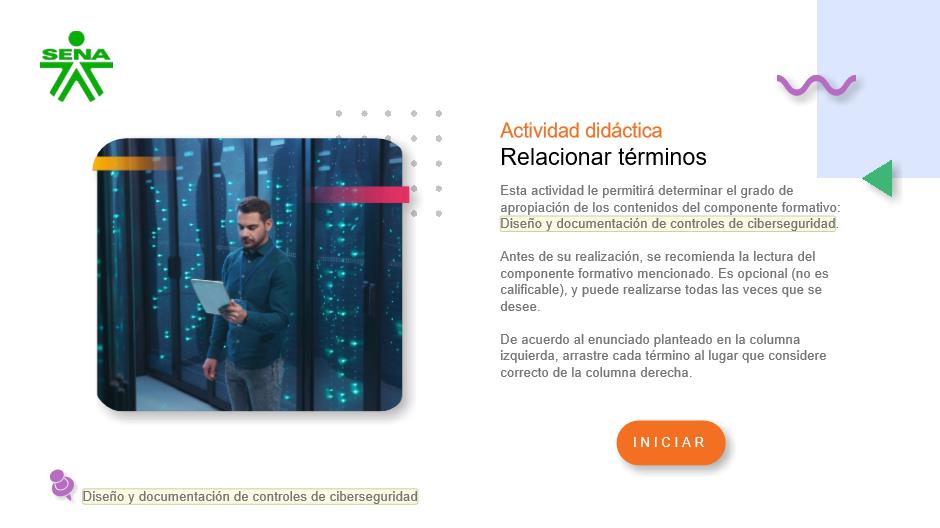 SENA
Actividad didáctica
Relacionar términos
Esta actividad le permitirá determinar el grado de
apropiación de los contenidos del componente formativo:
Diseño y documentación de controles de ciberseguridad.
Antes de su realización, se recomienda la lectura del
componente formativo mencionado. Es opcional (no es
calificable), y puede realizarse todas las veces que se
desee.
De acuerdo al enunciado planteado en la columna
izquierda, arrastre cada término al lugar que considere
correcto de la columna derecha.
INICIAR
Diseño y documentación de controles de ciberseguridad